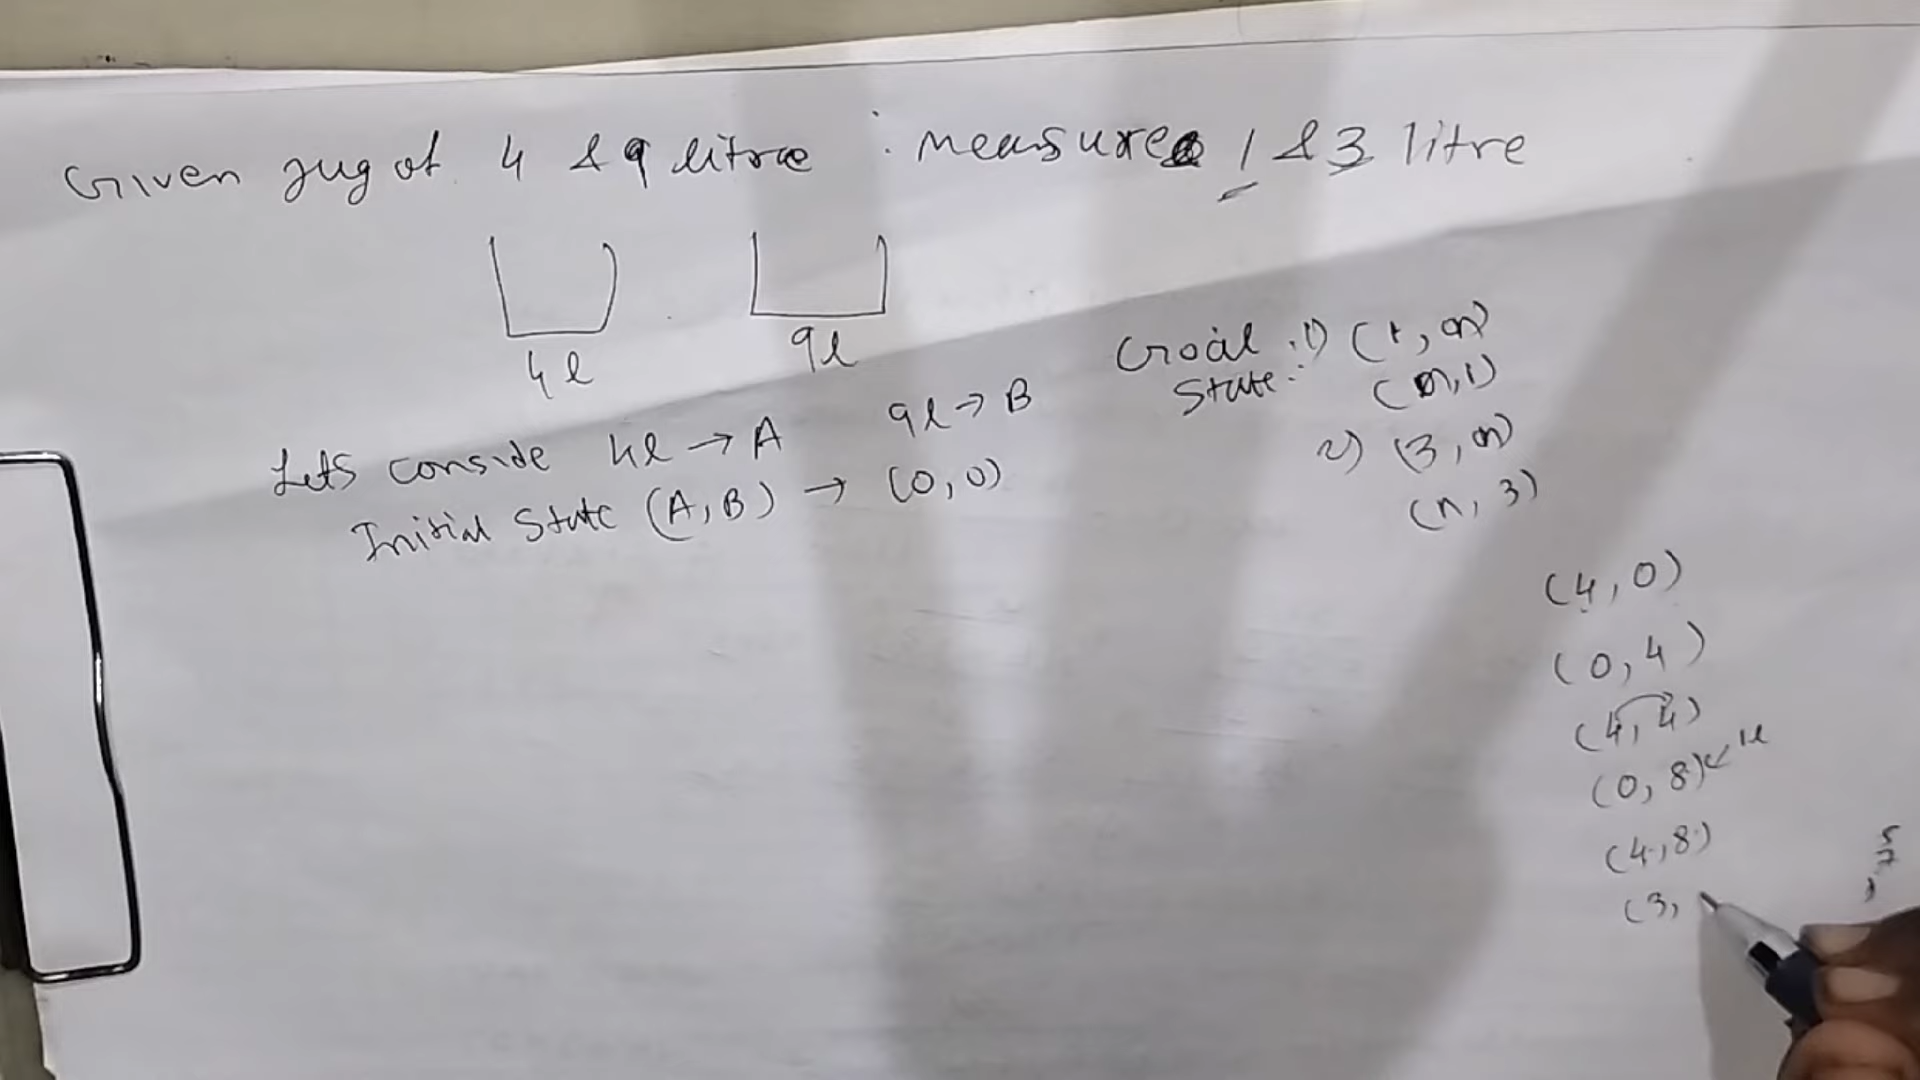 Given jug of 4 & 9 litre : measure 1 & 3 litre
4l 9l
Lets conside 4l → A 9l → B
Initial State (A, B) → (0, 0)
Goal State : 1) (1, n)
(n, 1)
2) (3, n)
(n, 3)
(4, 0)
(0, 4)
(4, 4)
(0, 8) ← 1l
(4, 8)
(3,